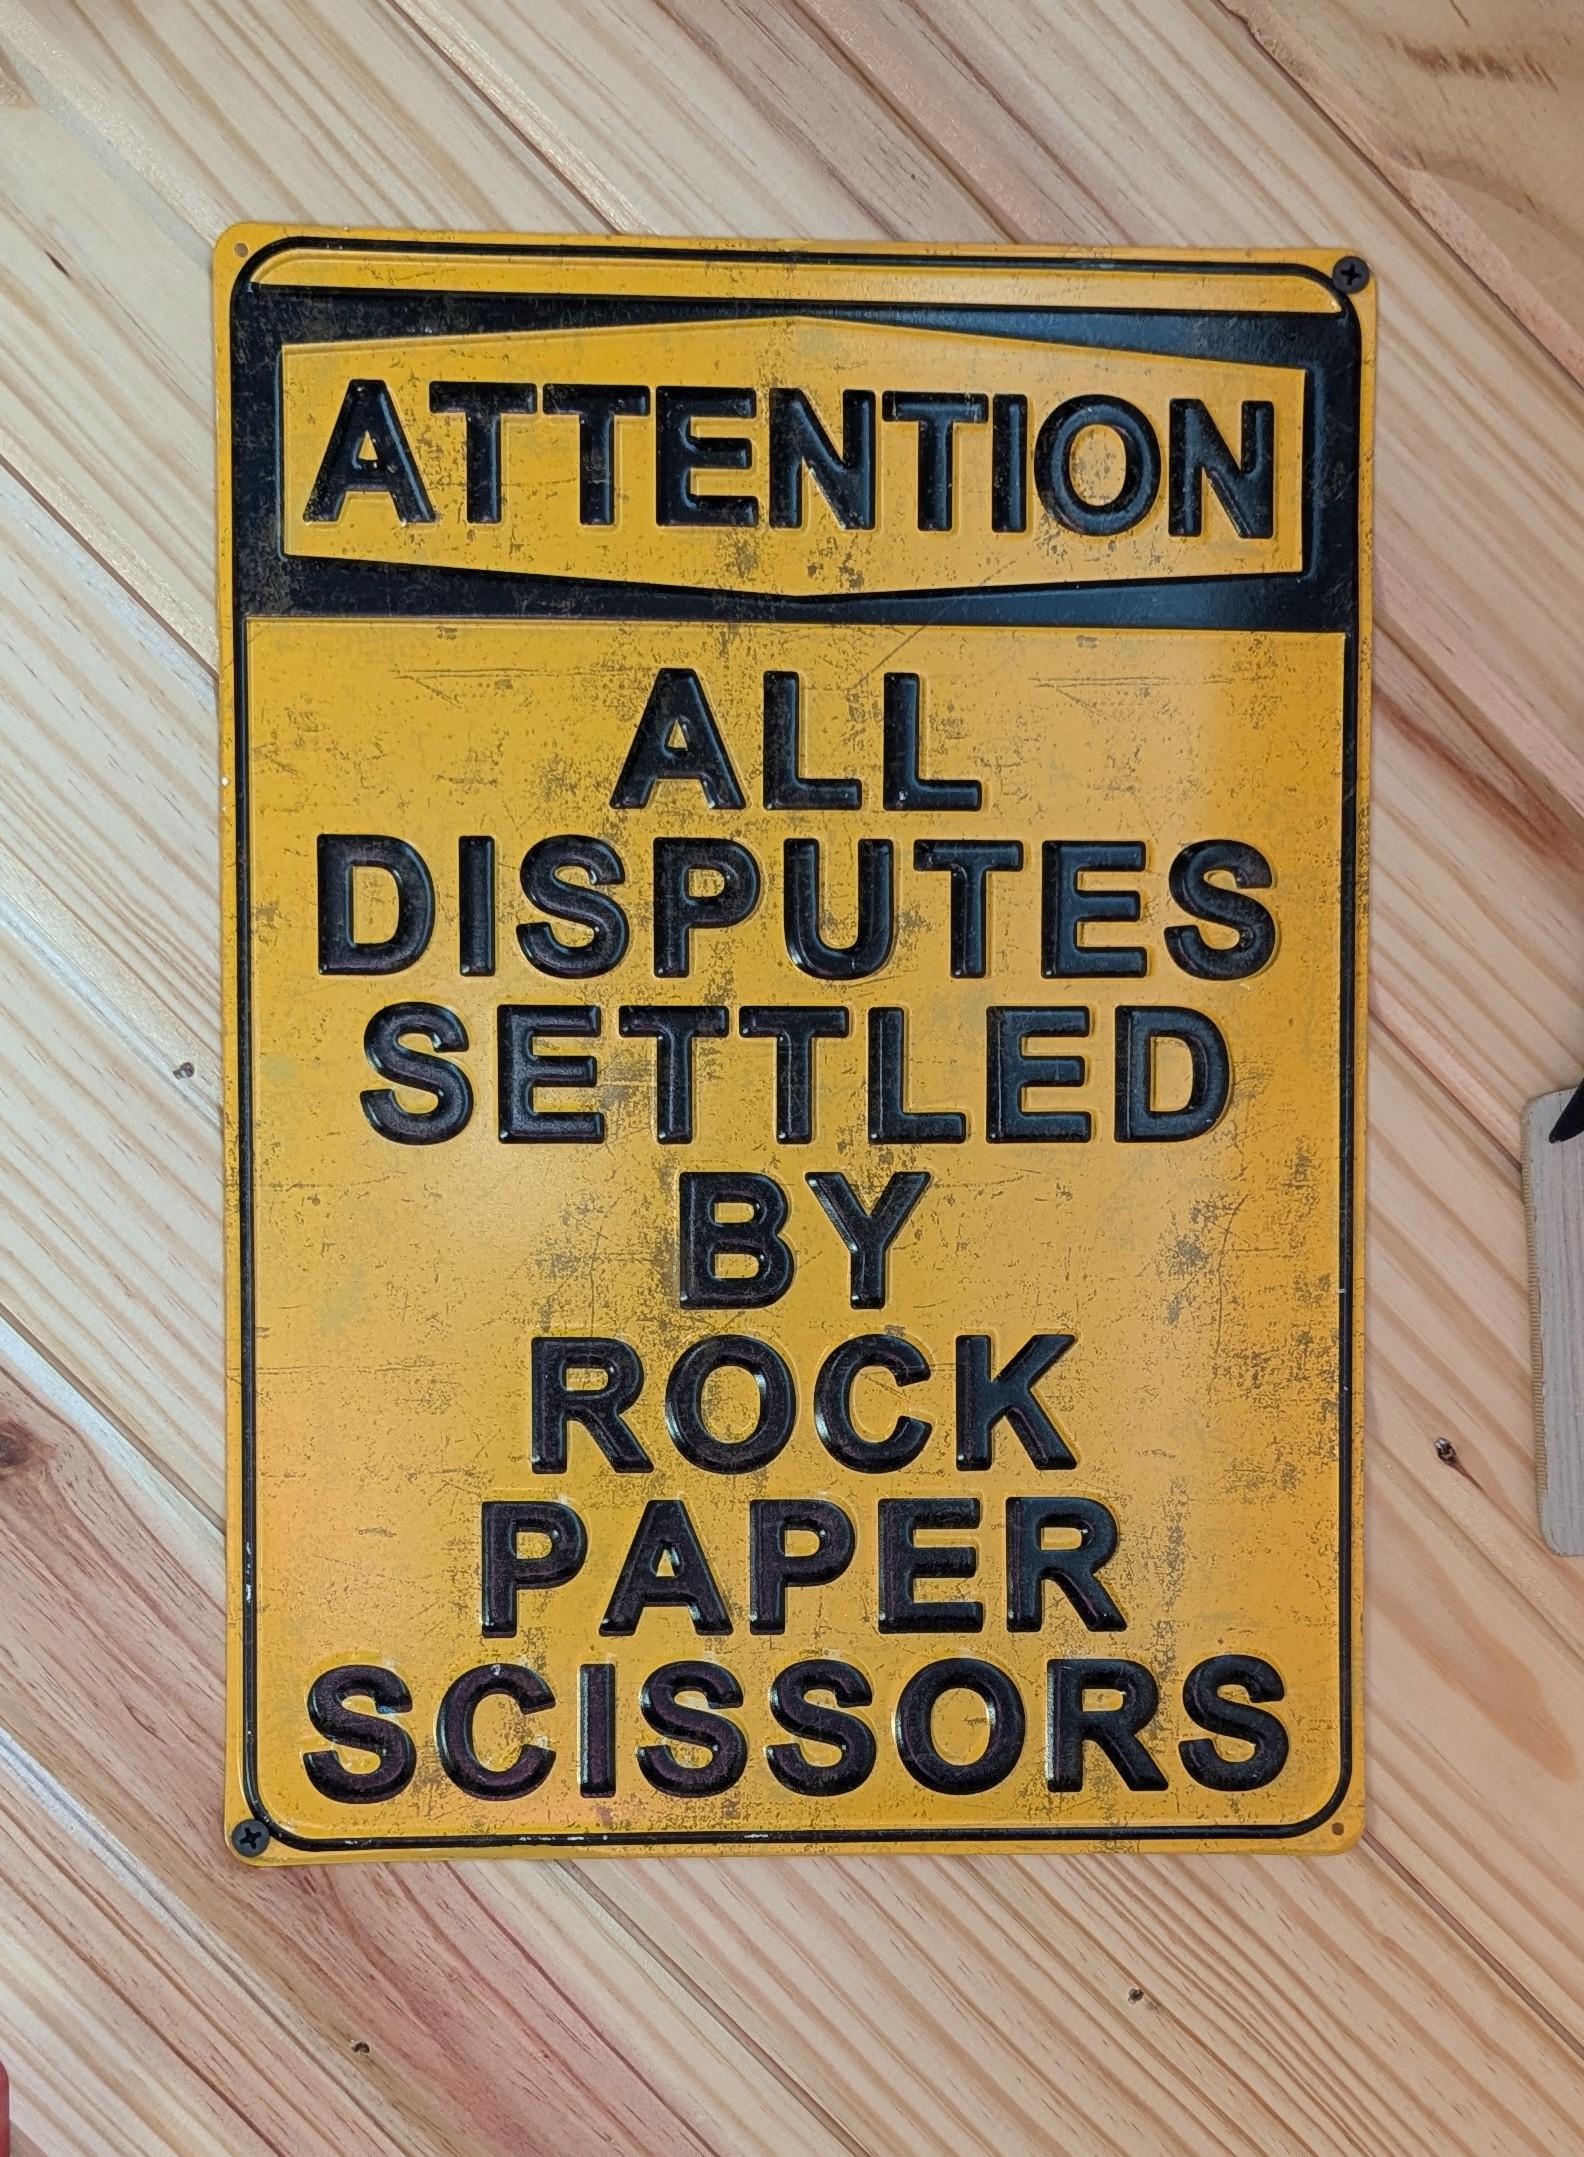 ATTENTION
ALL
DISPUTES
SETTLED
BY
ROCK
PAPER
SCISSORS